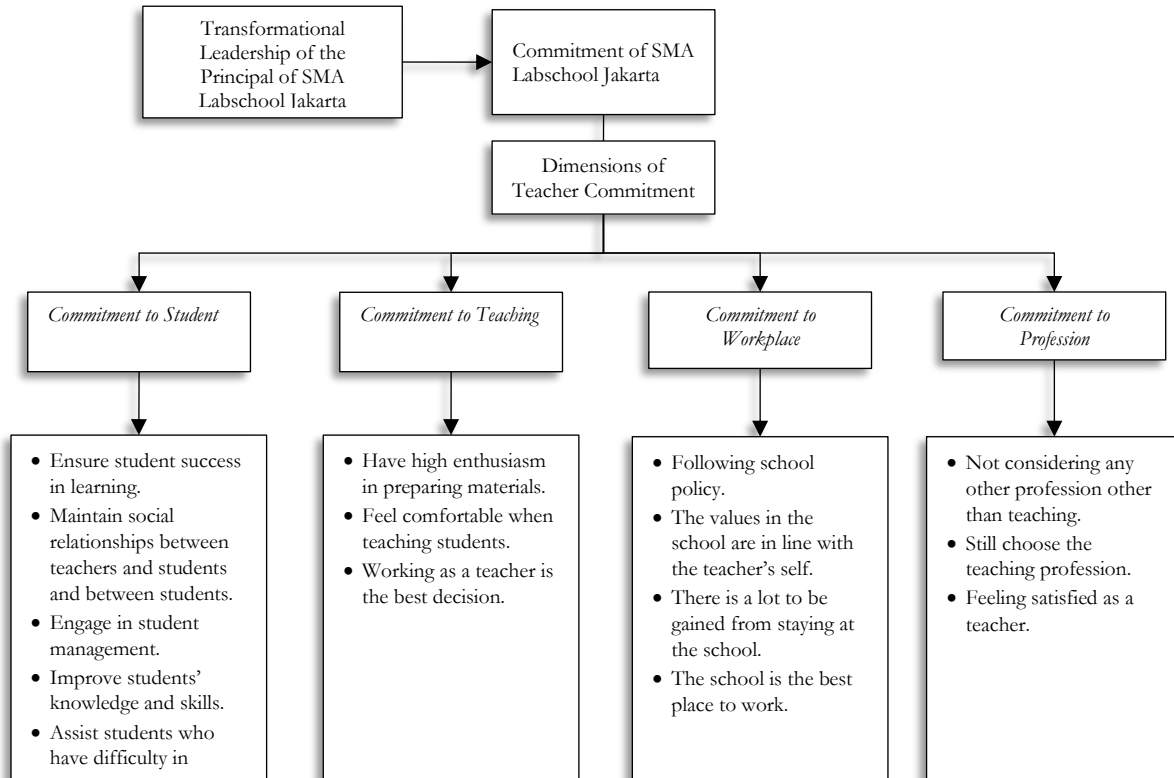 Transformational
Leadership of the
Principal of SMA
Labschool Jakarta
Commitment of SMA
Labschool Jakarta
Dimensions of
Teacher Commitment
Commitment to Student
Commitment to Teaching
Commitment to
Workplace
Commitment to
Profession
• Ensure student success
in learning.
• Maintain social
relationships between
teachers and students
and between students.
• Engage in student
management.
• Improve students’
knowledge and skills.
• Assist students who
have difficulty in
• Have high enthusiasm
in preparing materials.
• Feel comfortable when
teaching students.
• Working as a teacher is
the best decision.
• Following school
policy.
• The values in the
school are in line with
the teacher’s self.
• There is a lot to be
gained from staying at
the school.
• The school is the best
place to work.
• Not considering any
other profession other
than teaching.
• Still choose the
teaching profession.
• Feeling satisfied as a
teacher.